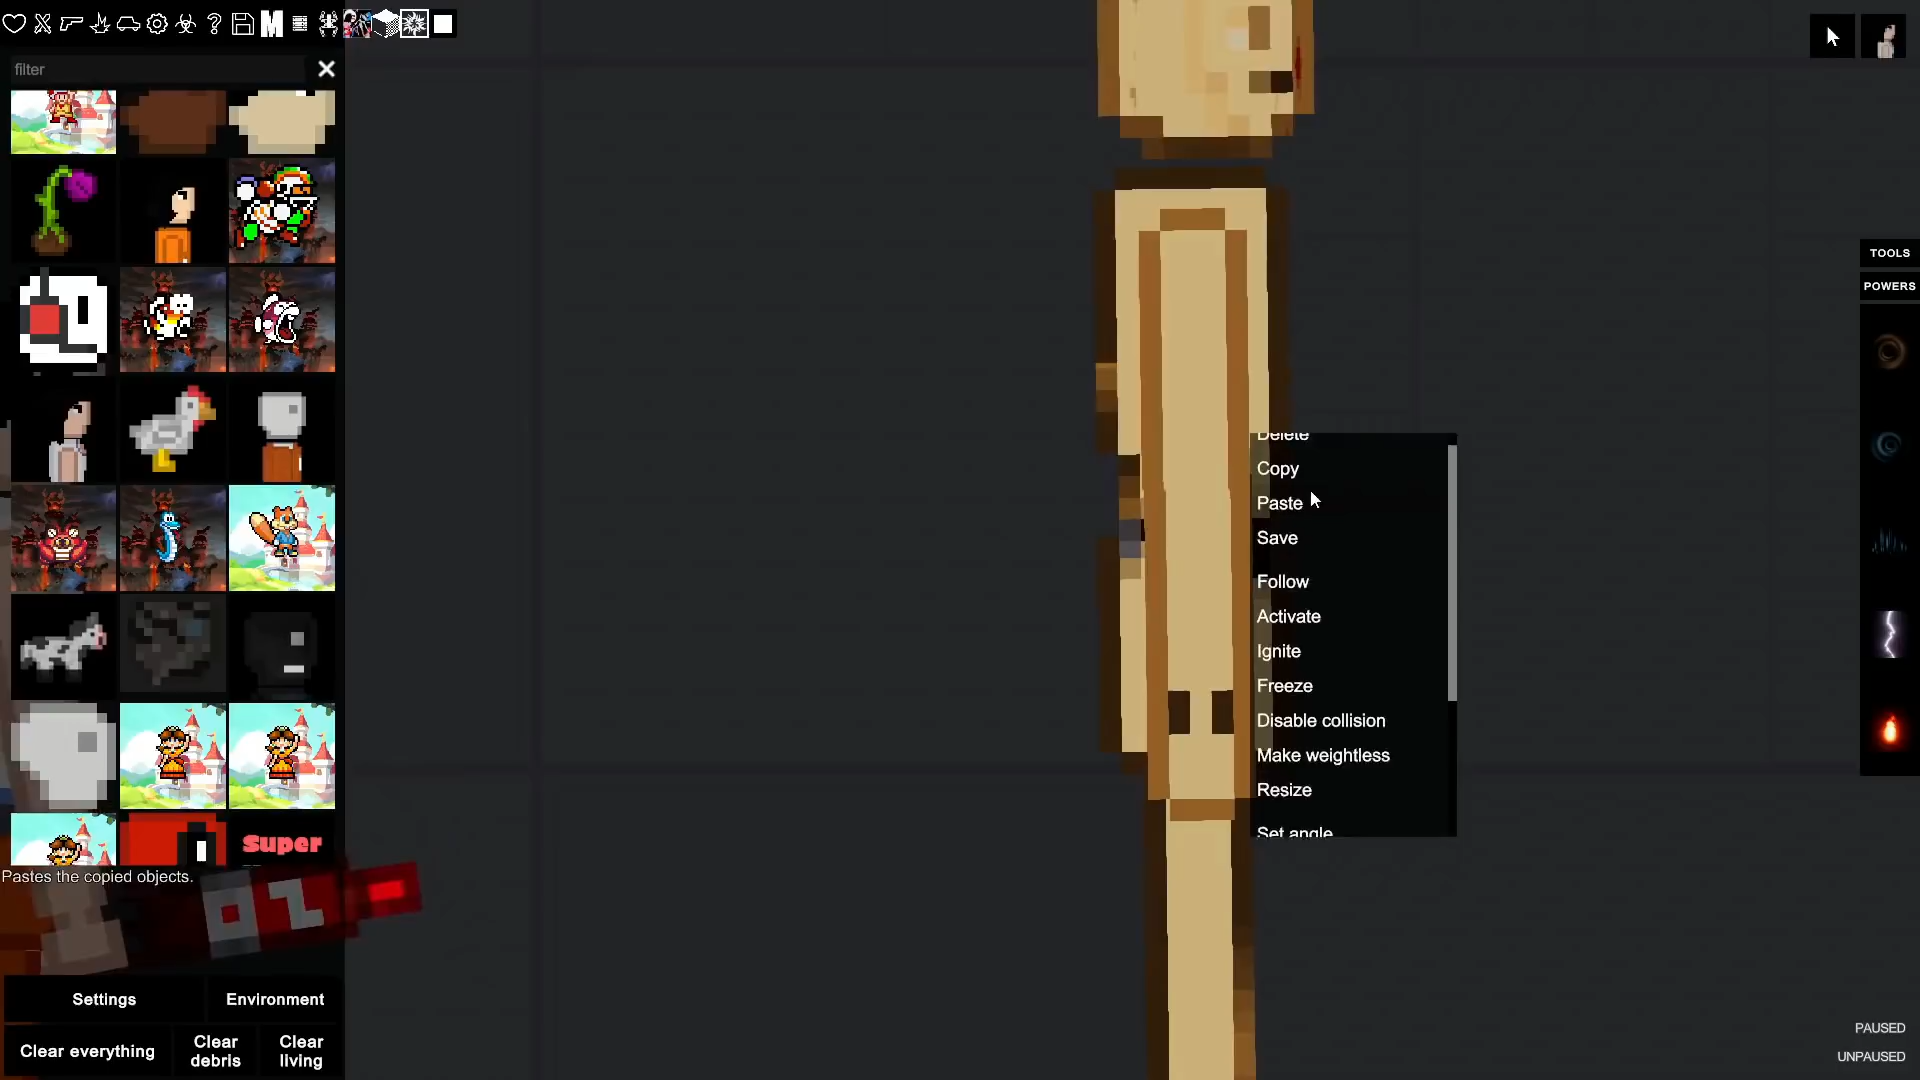 filter
Super
Pastes the copied objects.
Settings
Environment
Clear everything
Clear debris
Clear living
Delete
Copy
Paste
Save
Follow
Activate
Ignite
Freeze
Disable collision
Make weightless
Resize
Set angle
TOOLS
POWERS
PAUSED
UNPAUSED